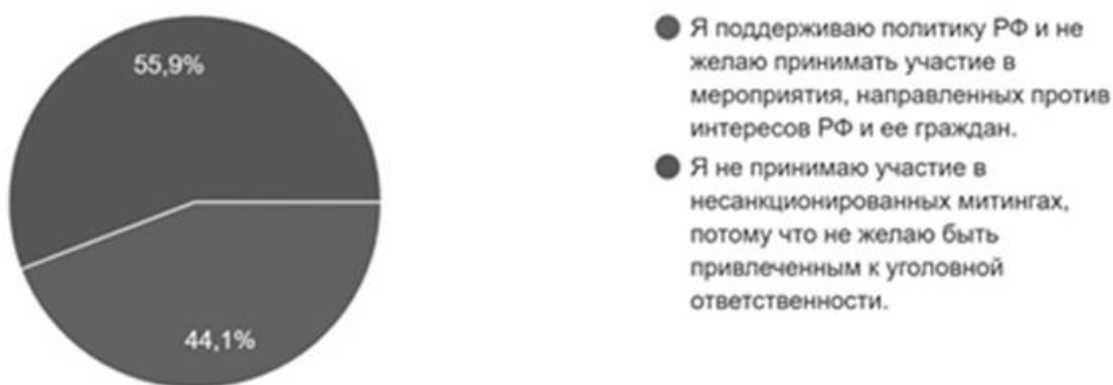 55,9%
44,1%
Я поддерживаю политику РФ и не
желаю принимать участие в
мероприятия, направленных против
интересов РФ и ее граждан.
Я не принимаю участие в
несанкционированных митингах,
потому что не желаю быть
привлеченным к уголовной
ответственности.